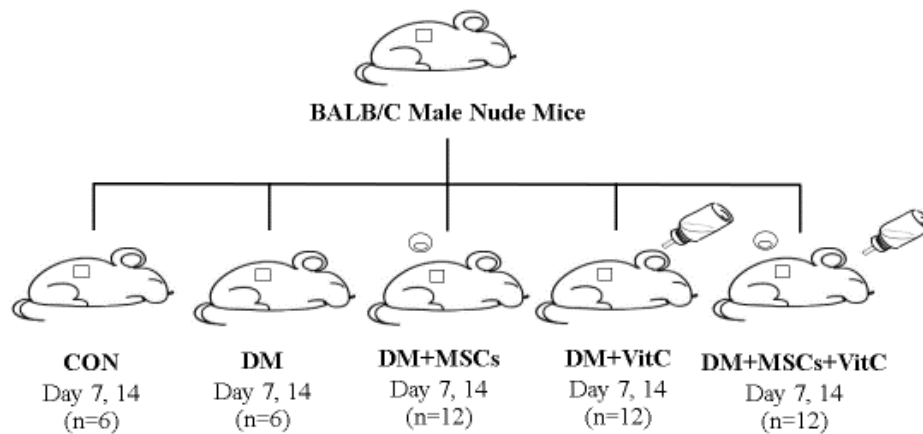 BALB/C Male Nude Mice
CON
Day 7, 14
(n=6)
DM
Day 7, 14
(n=6)
DM+MSCs
Day 7, 14
(n=12)
DM+VitC
Day 7, 14
(n=12)
DM+MSCs+VitC
Day 7, 14
(n=12)